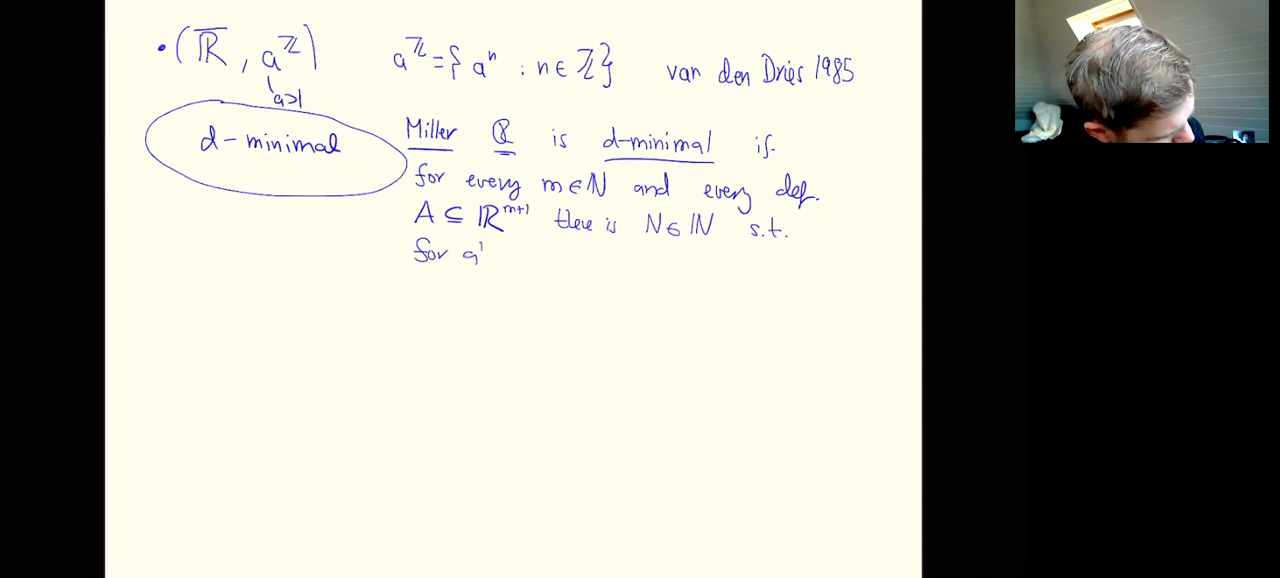 • (R̅, a^ℤ) a^ℤ = { a^n : n ∈ ℤ } van den Dries 1985
a>1
d-minimal
Miller R is d-minimal if
for every m∈ℕ and every def.
A ⊆ ℝ^{m+1} there is N∈ℕ s.t.
for a